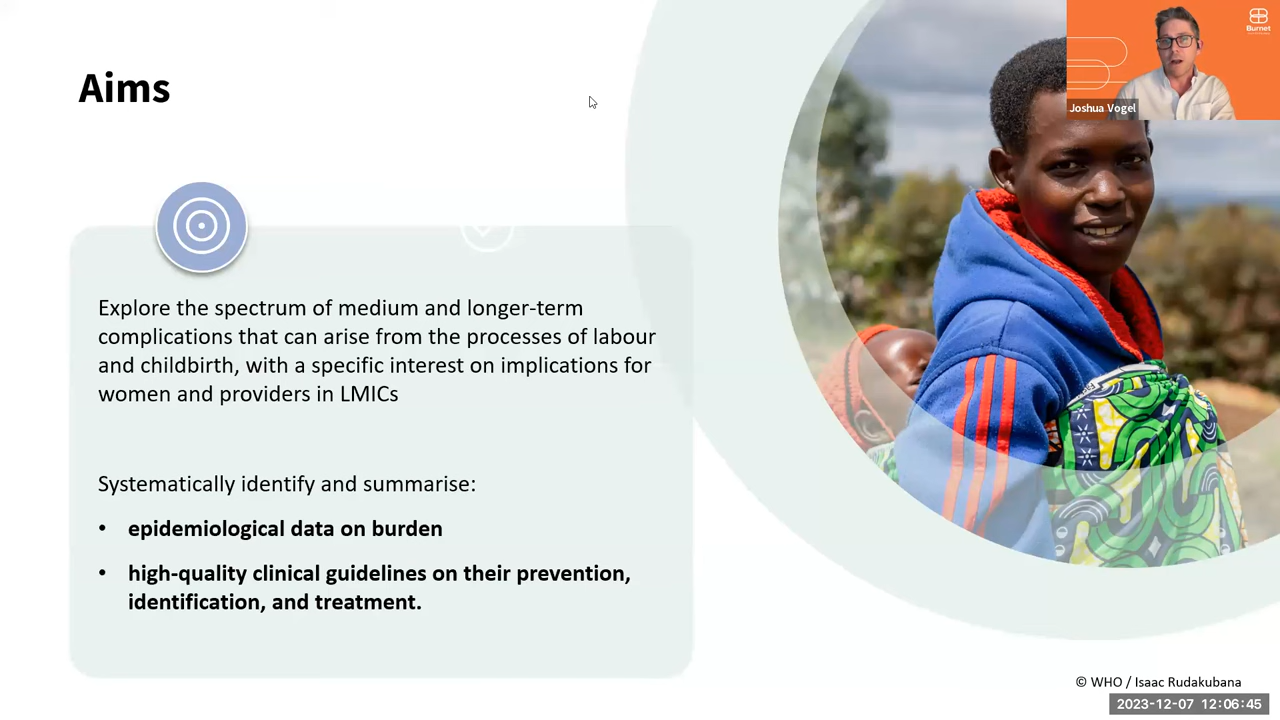 Aims
Burnet
Joshua Vogel
Explore the spectrum of medium and longer-term
complications that can arise from the processes of labour
and childbirth, with a specific interest on implications for
women and providers in LMICs
Systematically identify and summarise:
• epidemiological data on burden
• high-quality clinical guidelines on their prevention,
identification, and treatment.
© WHO / Isaac Rudakubana
2023-12-07 12:06:45